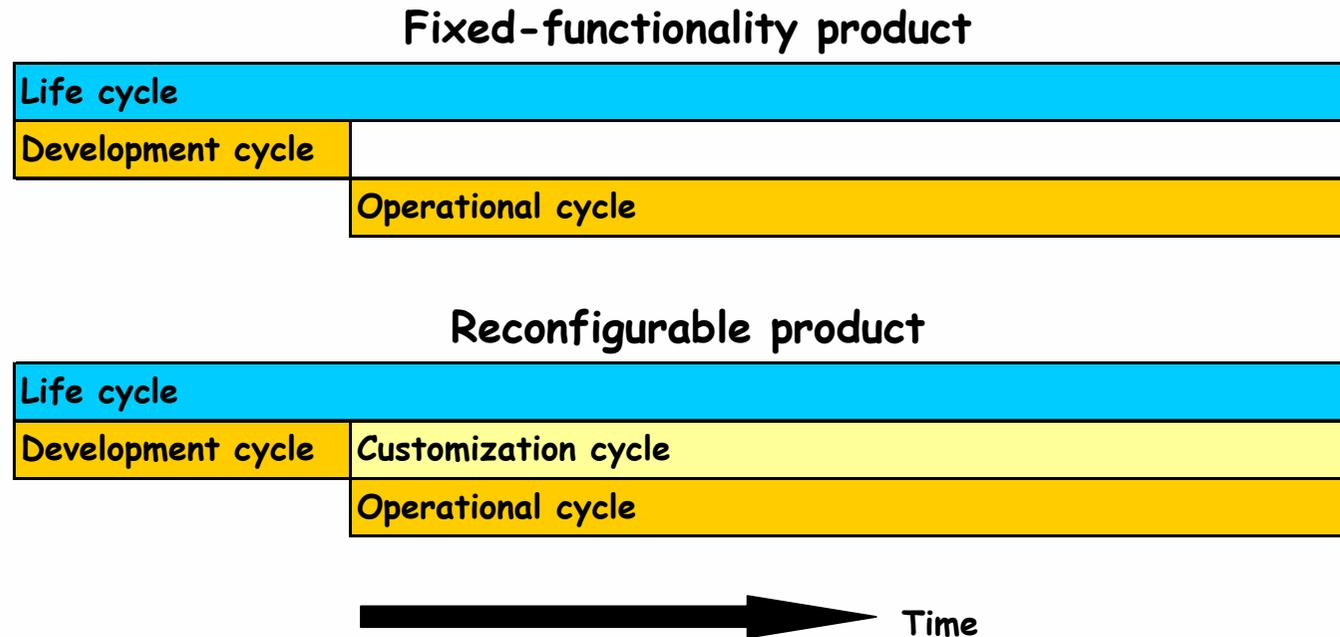 Fixed-functionality product
Life cycle
Development cycle
Operational cycle
Reconfigurable product
Life cycle
Development cycle
Customization cycle
Operational cycle
Time